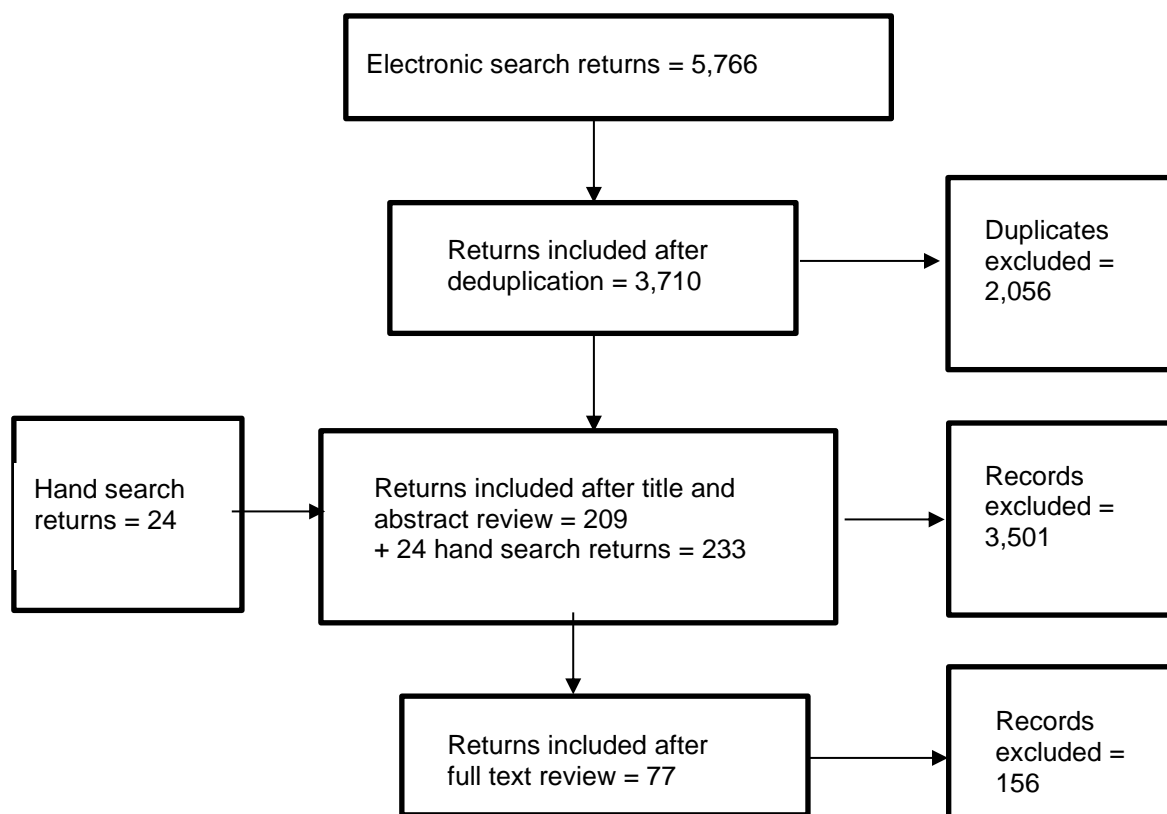 Electronic search returns = 5,766
Returns included after
deduplication = 3,710
Duplicates
excluded =
2,056
Hand search
returns = 24
Returns included after title and
abstract review = 209
+ 24 hand search returns = 233
Records
excluded =
3,501
Returns included after
full text review = 77
Records
excluded =
156